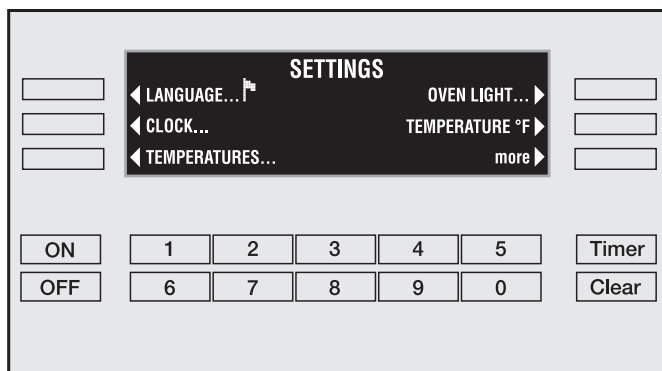 SETTINGS
LANGUAGE... OVEN LIGHT...
CLOCK... TEMPERATURE °F
TEMPERATURES... more
ON 1 2 3 4 5 Timer
OFF 6 7 8 9 0 Clear